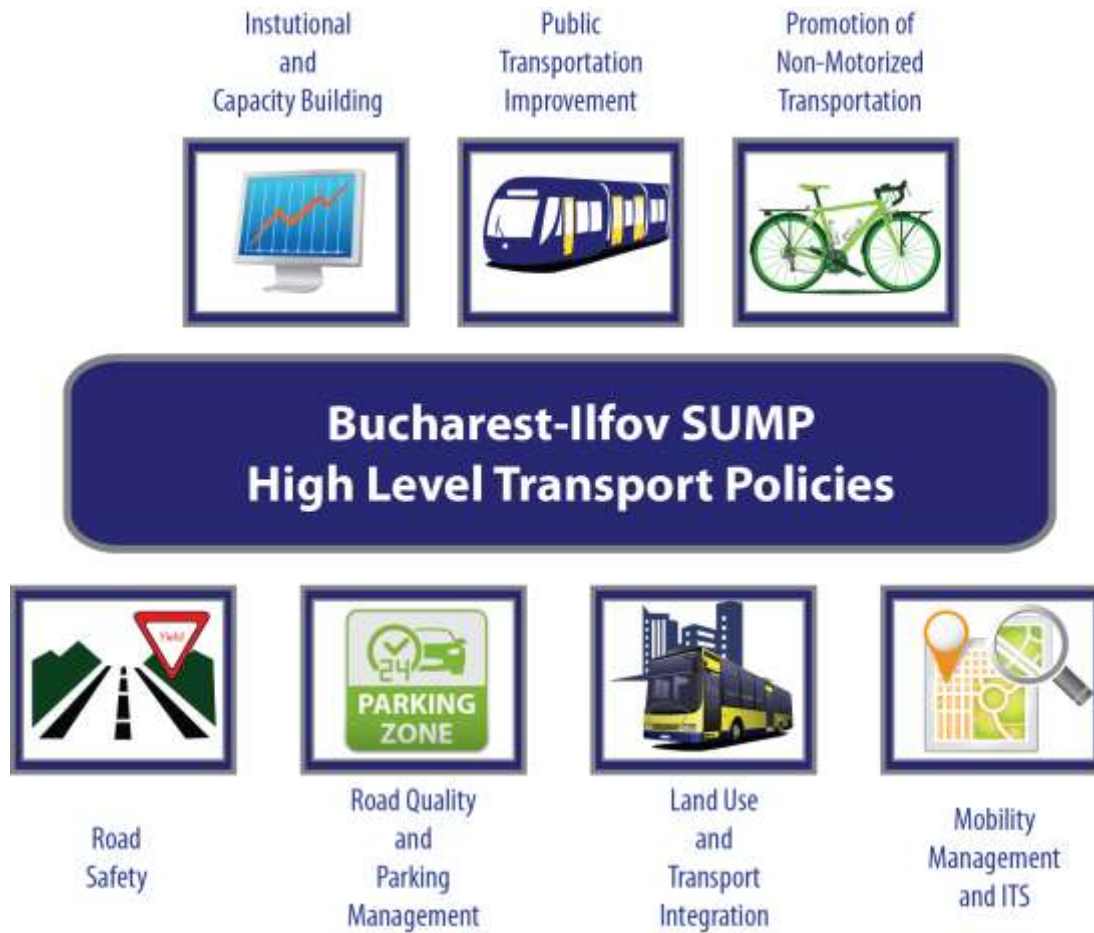 Instutional
and
Capacity Building
Public
Transportation
Improvement
Promotion of
Non-Motorized
Transportation
Bucharest-Ilfov SUMP
High Level Transport Policies
Yield
24
PARKING
ZONE
Road
Safety
Road Quality
and
Parking
Management
Land Use
and
Transport
Integration
Mobility
Management
and ITS